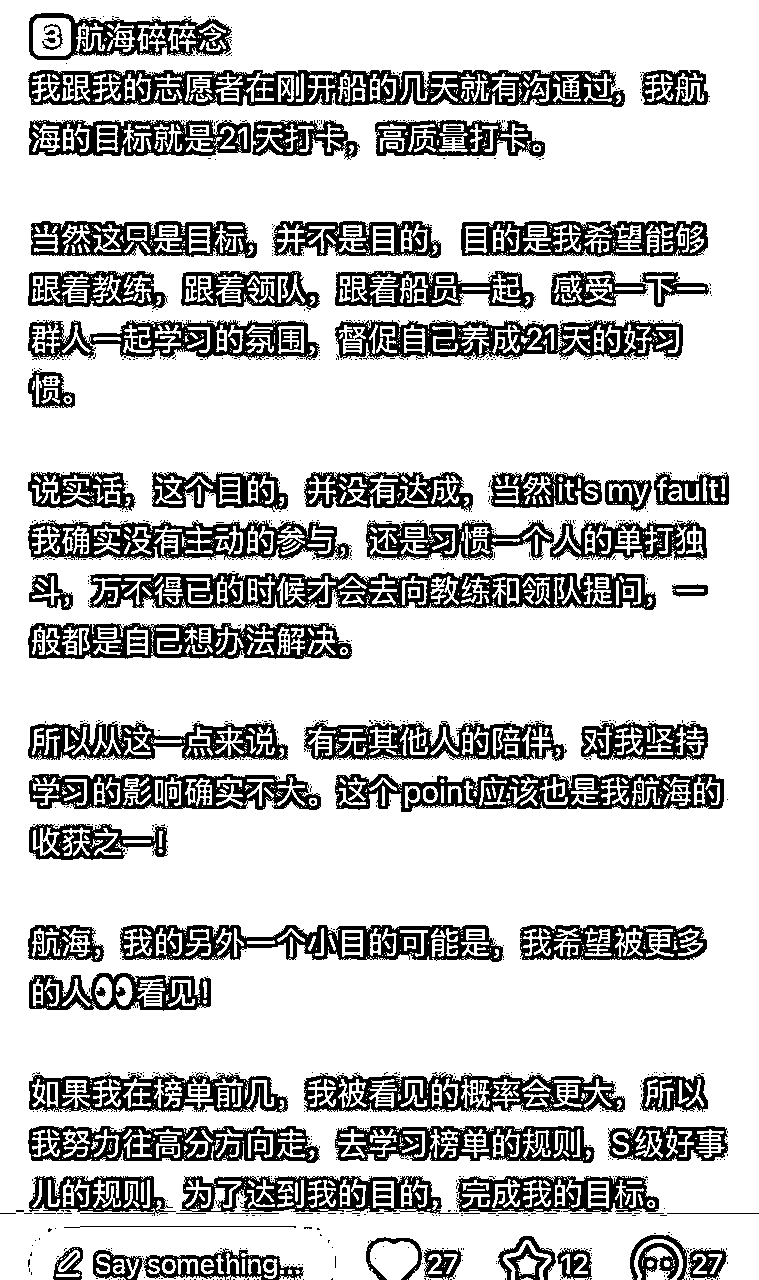 3 航海碎碎念
我跟我的志愿者在刚开船的几天就有沟通过，我航
海的目标就是21天打卡，高质量打卡。
当然这只是目标，并不是目的，目的是我希望能够
跟着教练，跟着领队，跟着船员一起，感受一下一
群人一起学习的氛围，督促自己养成21天的好习
惯。
说实话，这个目的，并没有达成，当然it's my fault!
我确实没有主动的参与，还是习惯一个人的单打独
斗，万不得已的时候才会去向教练和领队提问，一
般都是自己想办法解决。
所以从这一点来说，有无其他人的陪伴，对我坚持
学习的影响确实不大。这个point应该也是我航海的
收获之一！
航海，我的另外一个小目的可能是，我希望被更多
的人👀看见！
如果我在榜单前几，我被看见的概率会更大，所以
我努力往高分方向走，去学习榜单的规则，S级好事
儿的规则，为了达到我的目的，完成我的目标。
Say something... 27 12 27